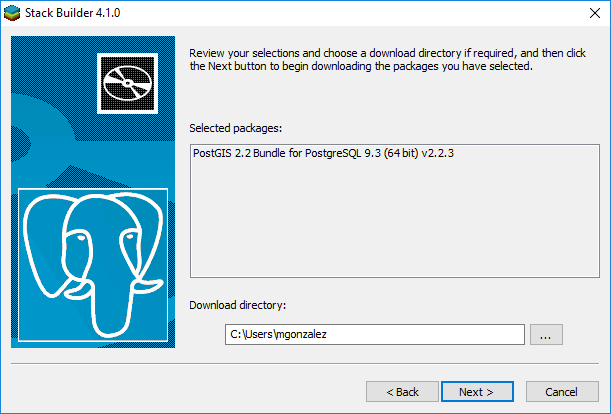 Stack Builder 4.1.0
Review your selections and choose a download directory if required, and then click
the Next button to begin downloading the packages you have selected.
Selected packages:
PostGIS 2.2 Bundle for PostgreSQL 9.3 (64 bit) v2.2.3
Download directory:
C:\Users\mgonzalez
...
< Back
Next >
Cancel